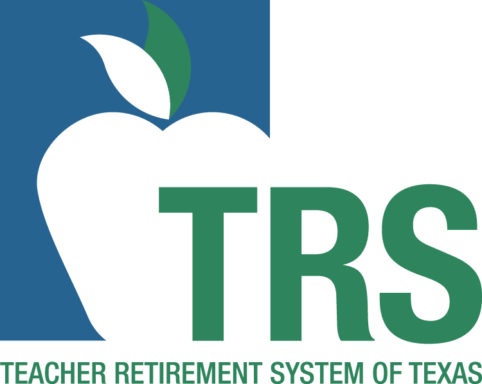 TRS
TEACHER RETIREMENT SYSTEM OF TEXAS